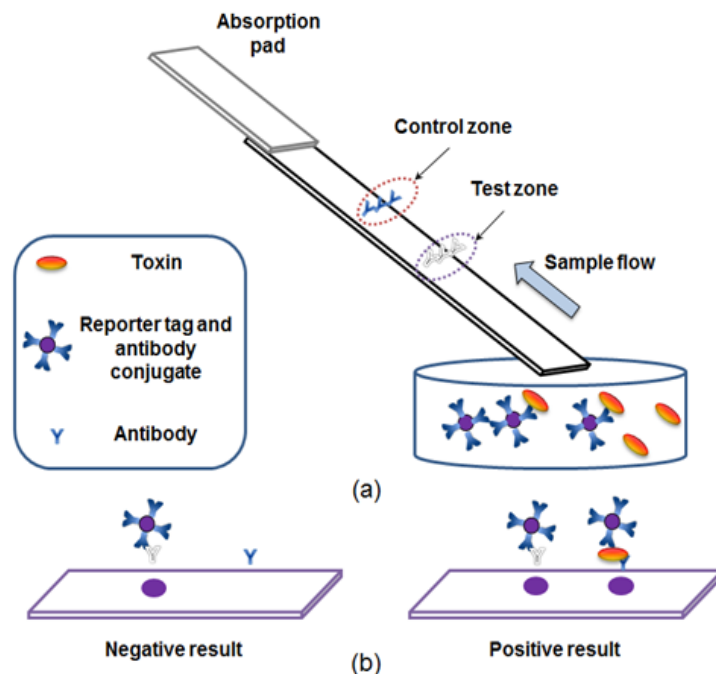 Absorption
pad
Control zone
Test zone
Sample flow
Toxin
Reporter tag and
antibody
conjugate
Antibody
(a)
Negative result
Positive result
(b)